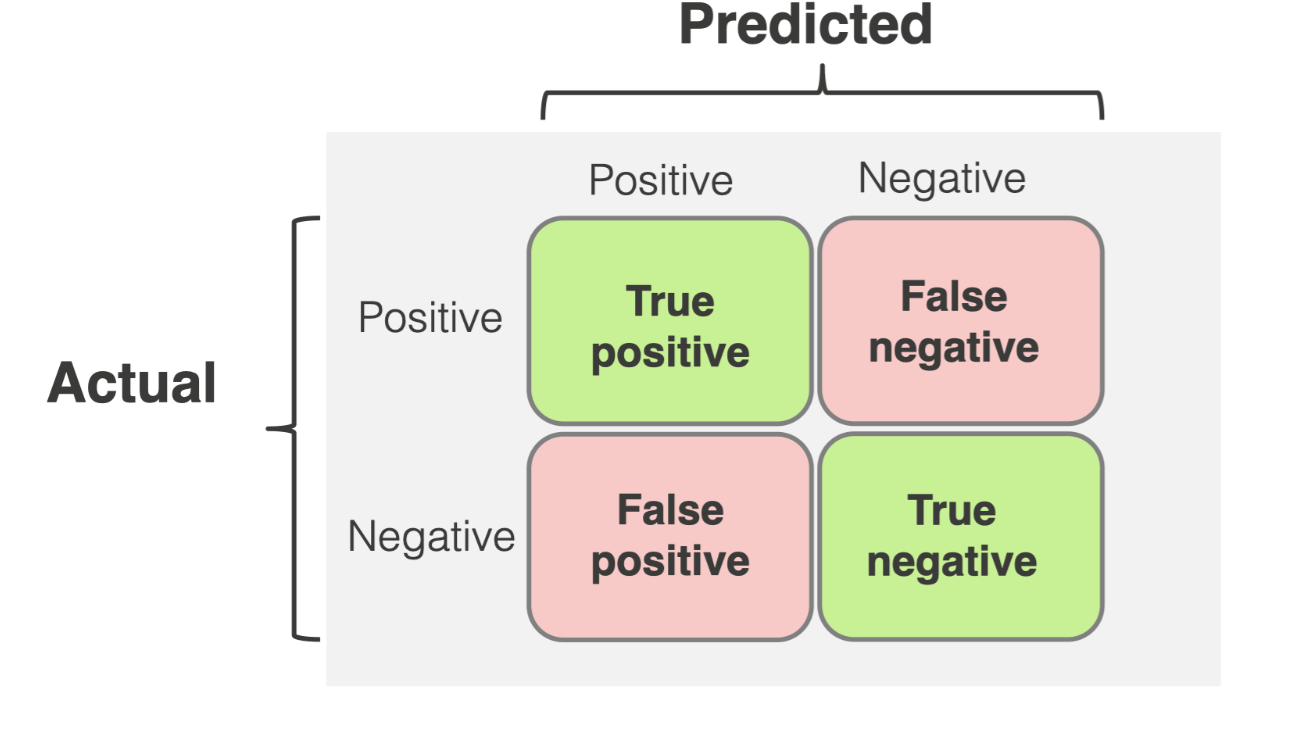 Predicted
Positive
Negative
Actual
Positive
True
positive
False
negative
Negative
False
positive
True
negative